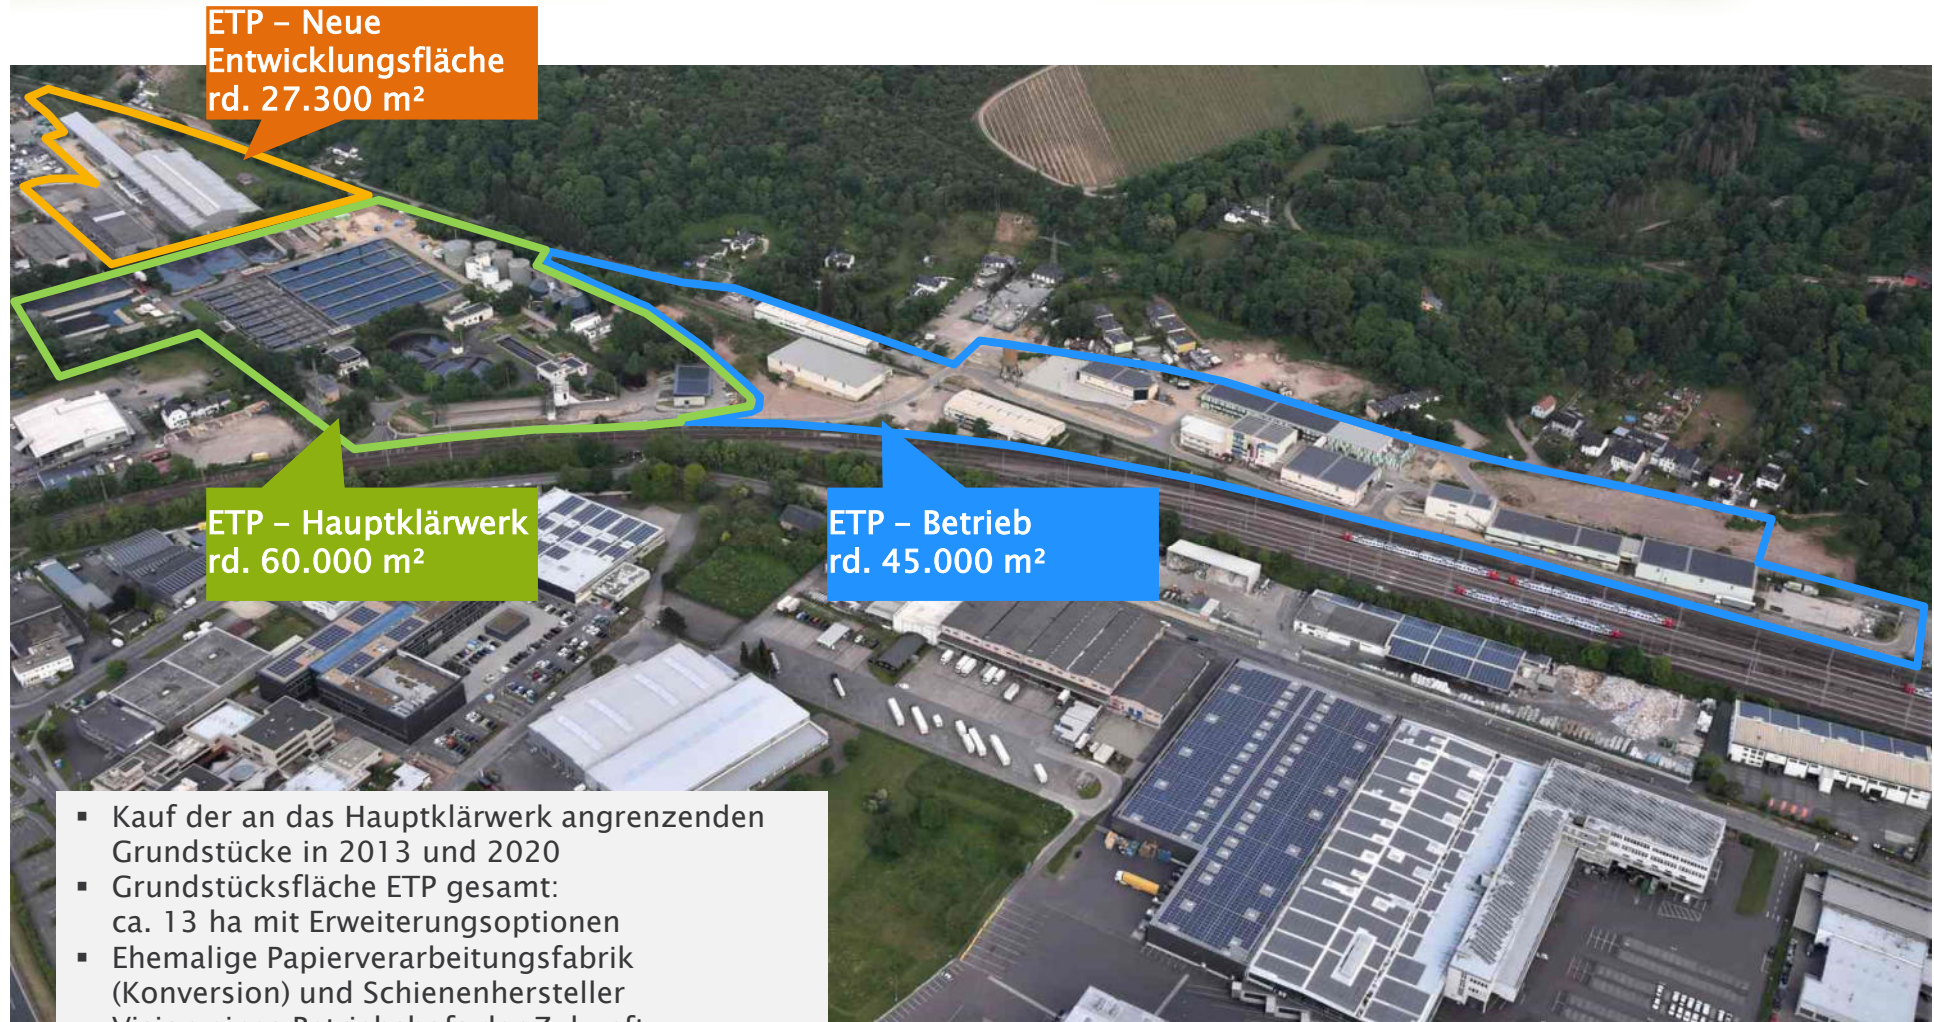 ETP – Neue
Entwicklungsfläche
rd. 27.300 m²
ETP – Hauptklärwerk
rd. 60.000 m²
ETP – Betrieb
rd. 45.000 m²
▪ Kauf der an das Hauptklärwerk angrenzenden
Grundstücke in 2013 und 2020
▪ Grundstücksfläche ETP gesamt:
ca. 13 ha mit Erweiterungsoptionen
▪ Ehemalige Papierverarbeitungsfabrik
(Konversion) und Schienenhersteller